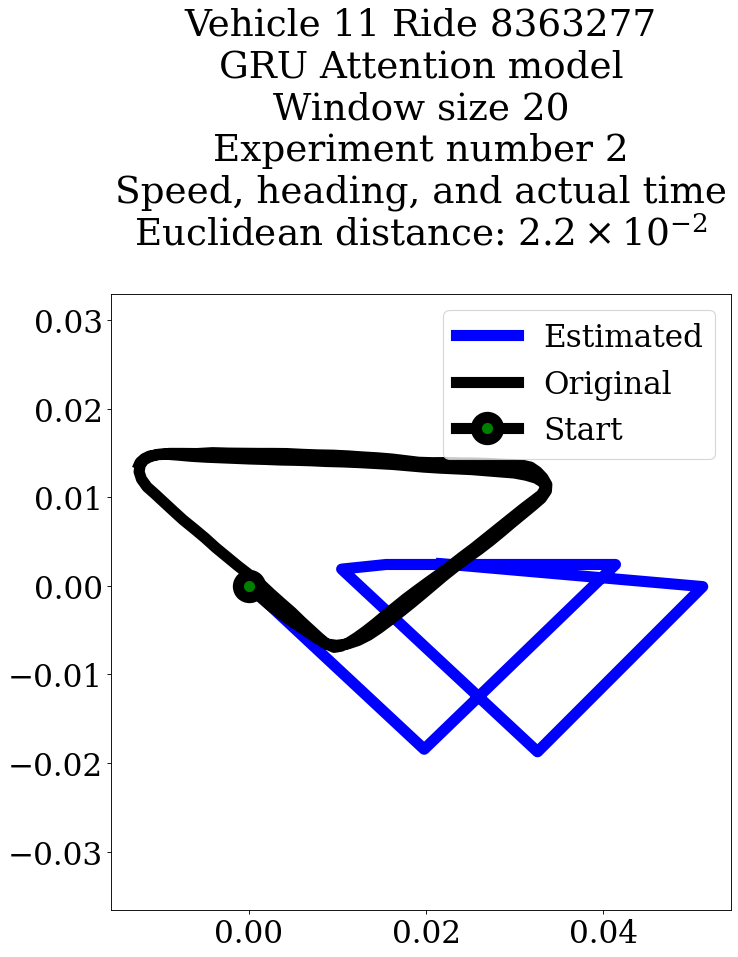 Vehicle 11 Ride 8363277
GRU Attention model
Window size 20
Experiment number 2
Speed, heading, and actual time
Euclidean distance: 2.2 × 10⁻²
Estimated
Original
Start
0.03
0.02
0.01
0.00
−0.01
−0.02
−0.03
0.00 0.02 0.04